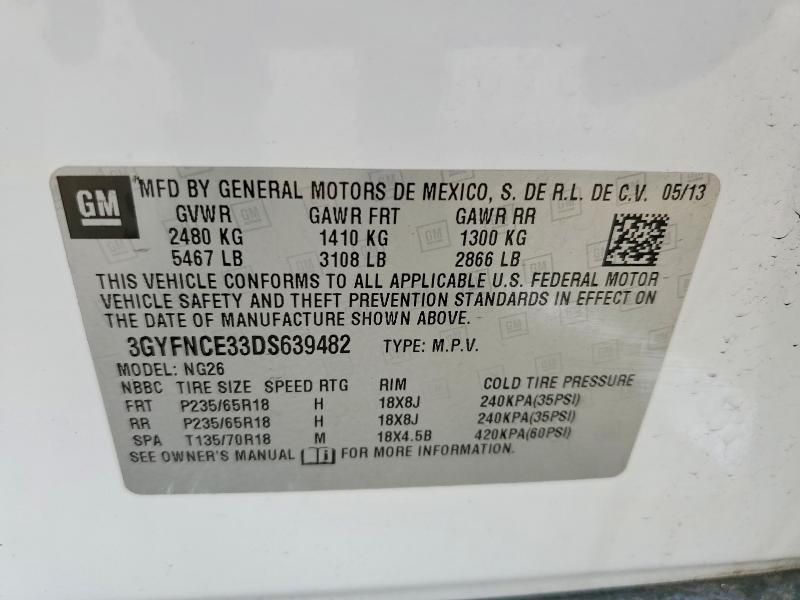 GM MFD BY GENERAL MOTORS DE MEXICO, S. DE R.L. DE C.V. 05/13
GVWR GAWR FRT GAWR RR
2480 KG 1410 KG 1300 KG
5467 LB 3108 LB 2866 LB
THIS VEHICLE CONFORMS TO ALL APPLICABLE U.S. FEDERAL MOTOR
VEHICLE SAFETY AND THEFT PREVENTION STANDARDS IN EFFECT ON
THE DATE OF MANUFACTURE SHOWN ABOVE.
3GYFNCE33DS639482 TYPE: M.P.V.
MODEL: NG26
NBBC TIRE SIZE SPEED RTG RIM COLD TIRE PRESSURE
FRT P235/65R18 H 18X8J 240KPA(35PSI)
RR P235/65R18 H 18X8J 240KPA(35PSI)
SPA T135/70R18 M 18X4.5B 420KPA(60PSI)
SEE OWNER'S MANUAL FOR MORE INFORMATION.